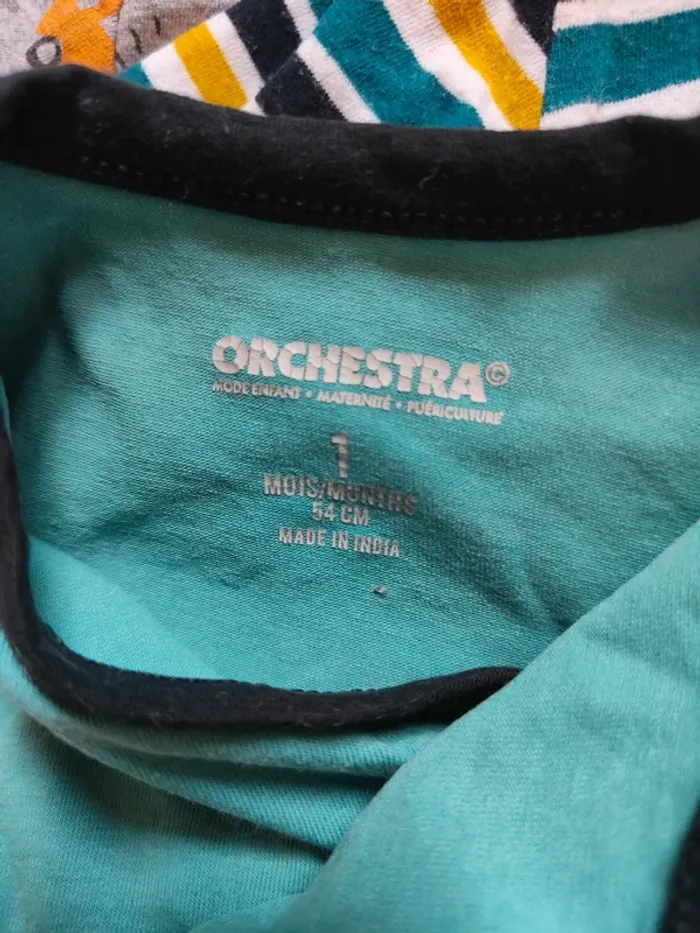 ORCHESTRA©
MODE ENFANT • MATERNITÉ • PUÉRICULTURE
1
MOIS/MONTHS
54 CM
MADE IN INDIA